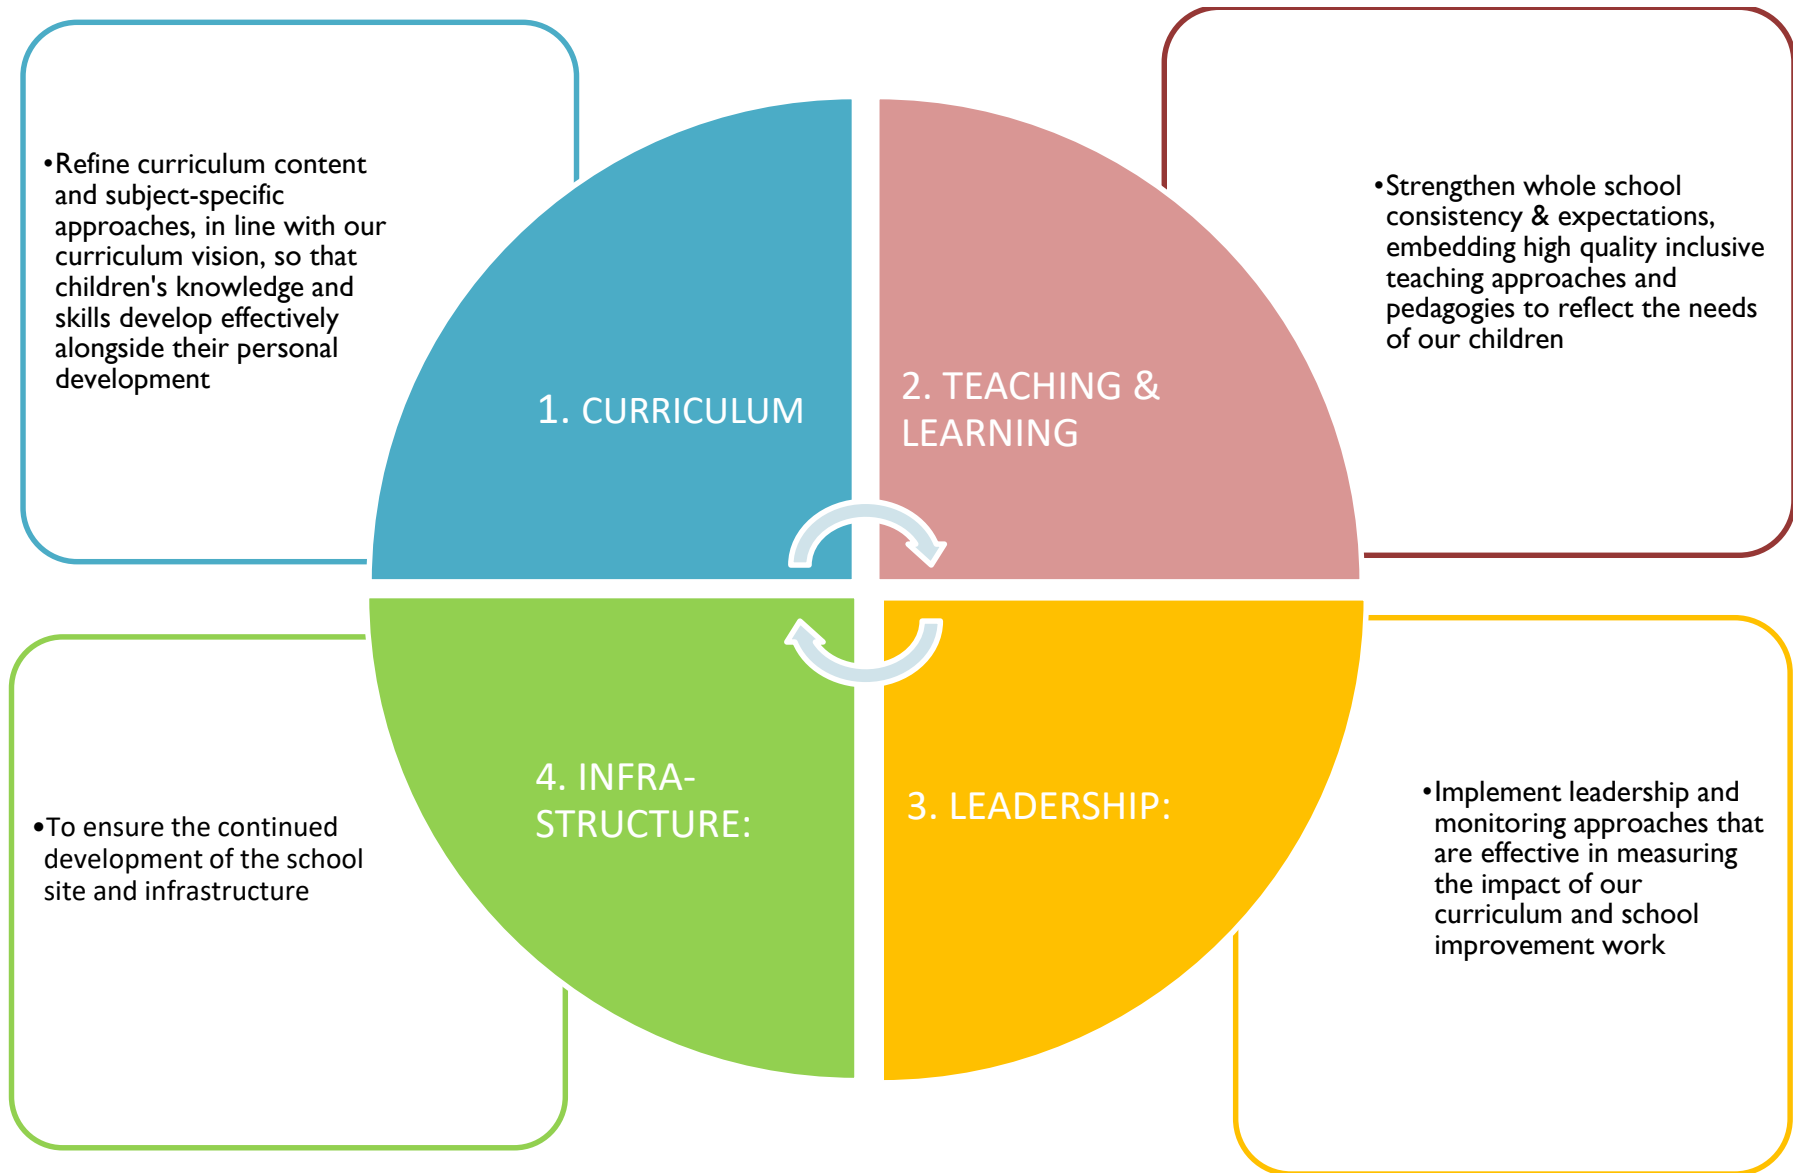 •Refine curriculum content
and subject-specific
approaches, in line with our
curriculum vision, so that
children's knowledge and
skills develop effectively
alongside their personal
development
1. CURRICULUM
2. TEACHING &
LEARNING
•Strengthen whole school
consistency & expectations,
embedding high quality inclusive
teaching approaches and
pedagogies to reflect the needs
of our children
•To ensure the continued
development of the school
site and infrastructure
4. INFRA-
STRUCTURE:
3. LEADERSHIP:
•Implement leadership and
monitoring approaches that
are effective in measuring
the impact of our
curriculum and school
improvement work